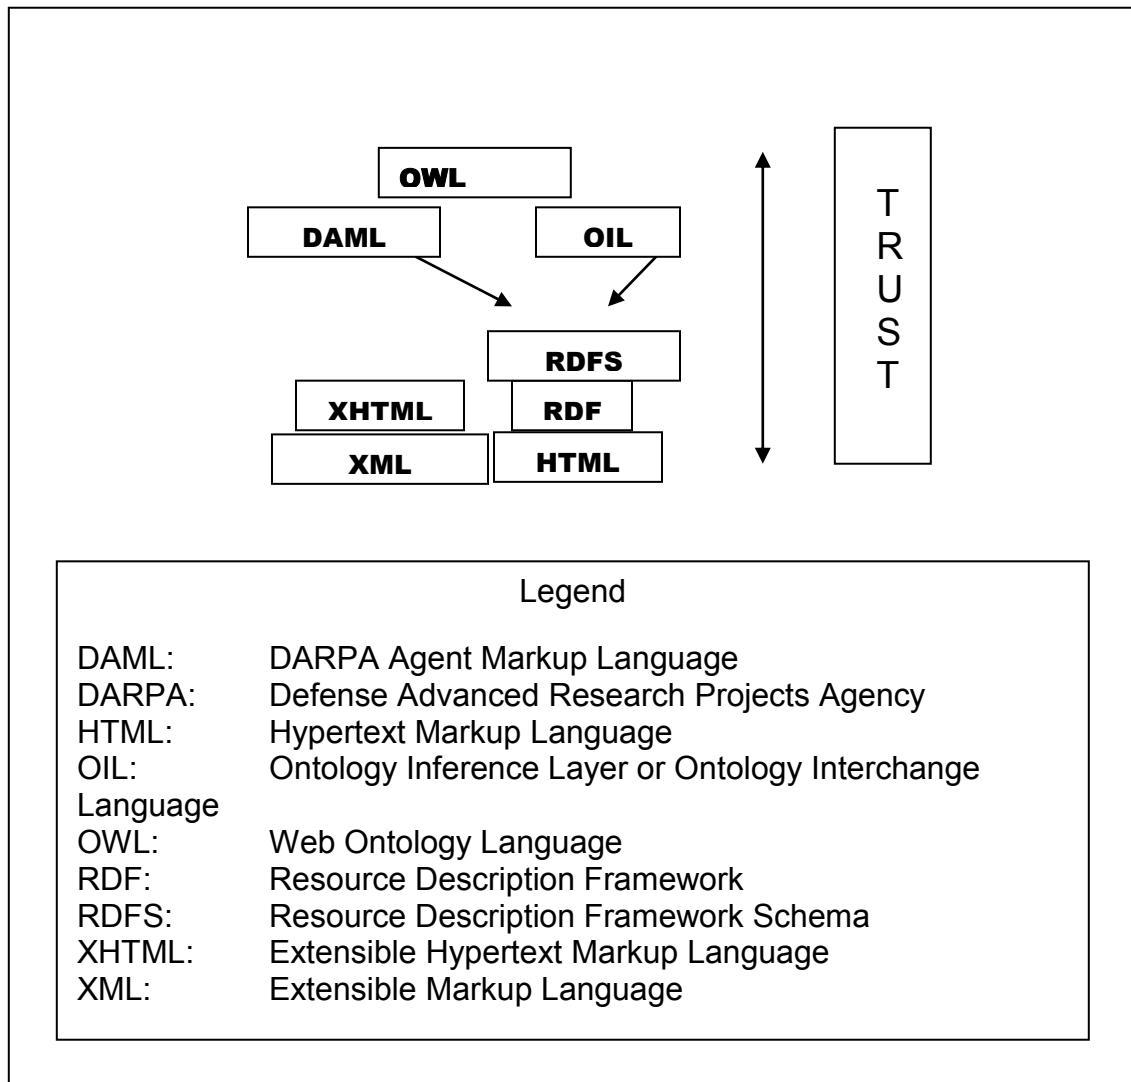 OWL
DAML OIL
RDFS
XHTML RDF
XML HTML
T
R
U
S
T
Legend
DAML: DARPA Agent Markup Language
DARPA: Defense Advanced Research Projects Agency
HTML: Hypertext Markup Language
OIL: Ontology Inference Layer or Ontology Interchange
Language
OWL: Web Ontology Language
RDF: Resource Description Framework
RDFS: Resource Description Framework Schema
XHTML: Extensible Hypertext Markup Language
XML: Extensible Markup Language